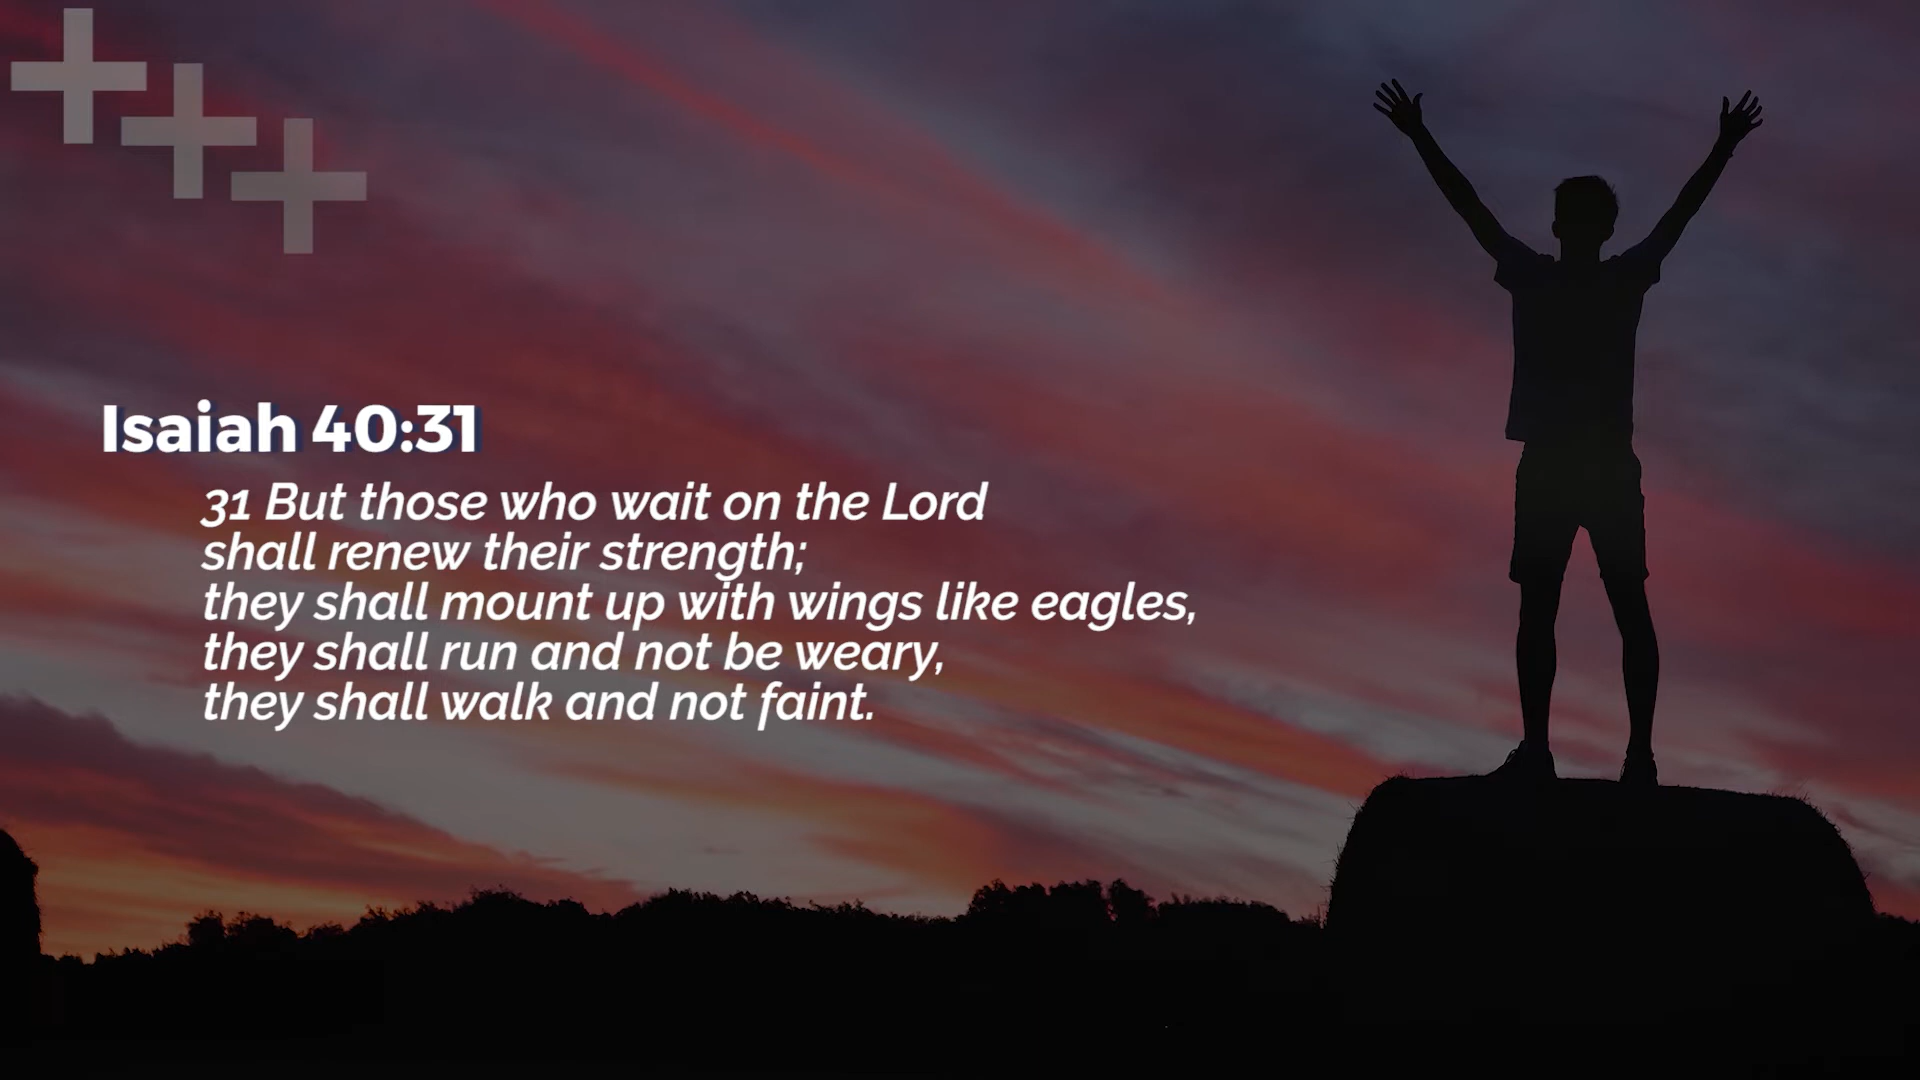 Isaiah 40:31
31 But those who wait on the Lord
shall renew their strength;
they shall mount up with wings like eagles,
they shall run and not be weary,
they shall walk and not faint.